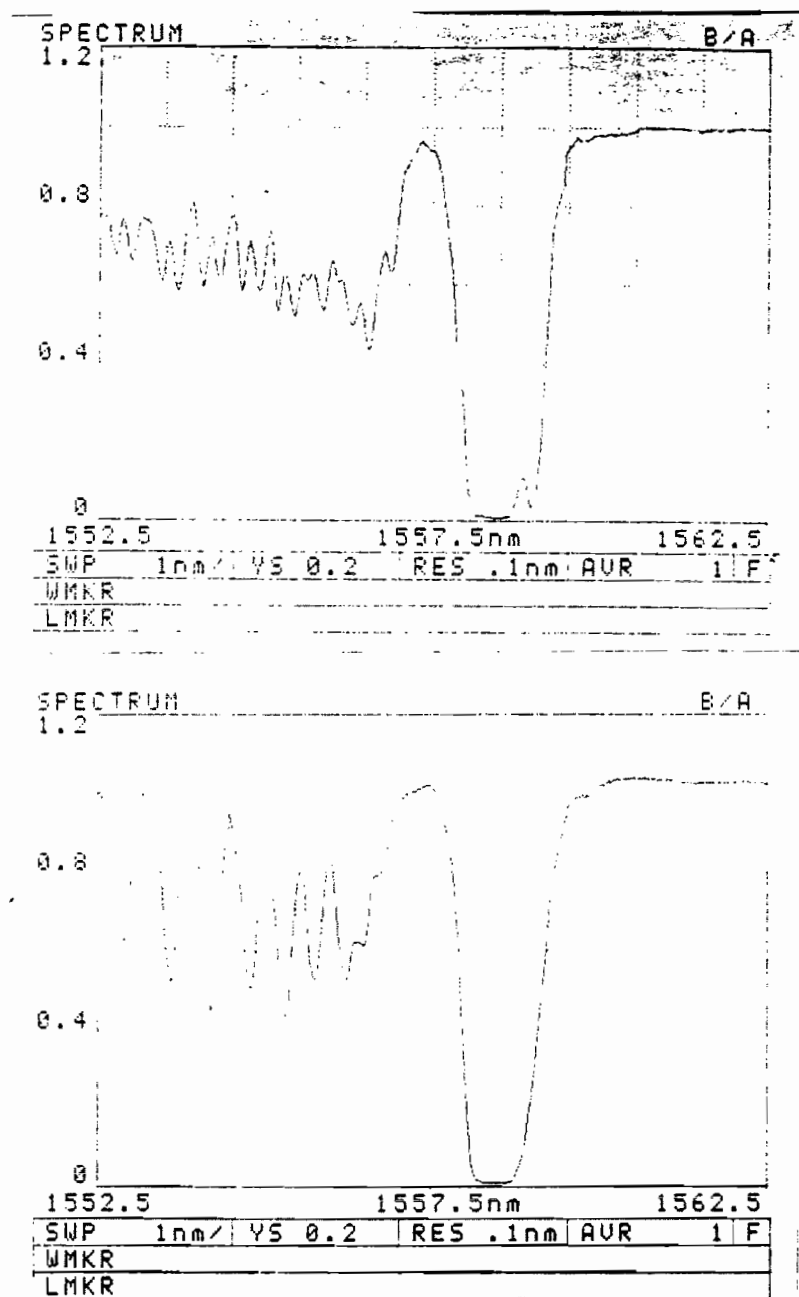 SPECTRUM B/A
1.2
0.8
0.4
0
1552.5 1557.5nm 1562.5
SWP 1nm/ YS 0.2 RES .1nm AVR 1 F
WMKR
LMKR
SPECTRUM B/A
1.2
0.8
0.4
0
1552.5 1557.5nm 1562.5
SWP 1nm/ YS 0.2 RES .1nm AVR 1 F
WMKR
LMKR